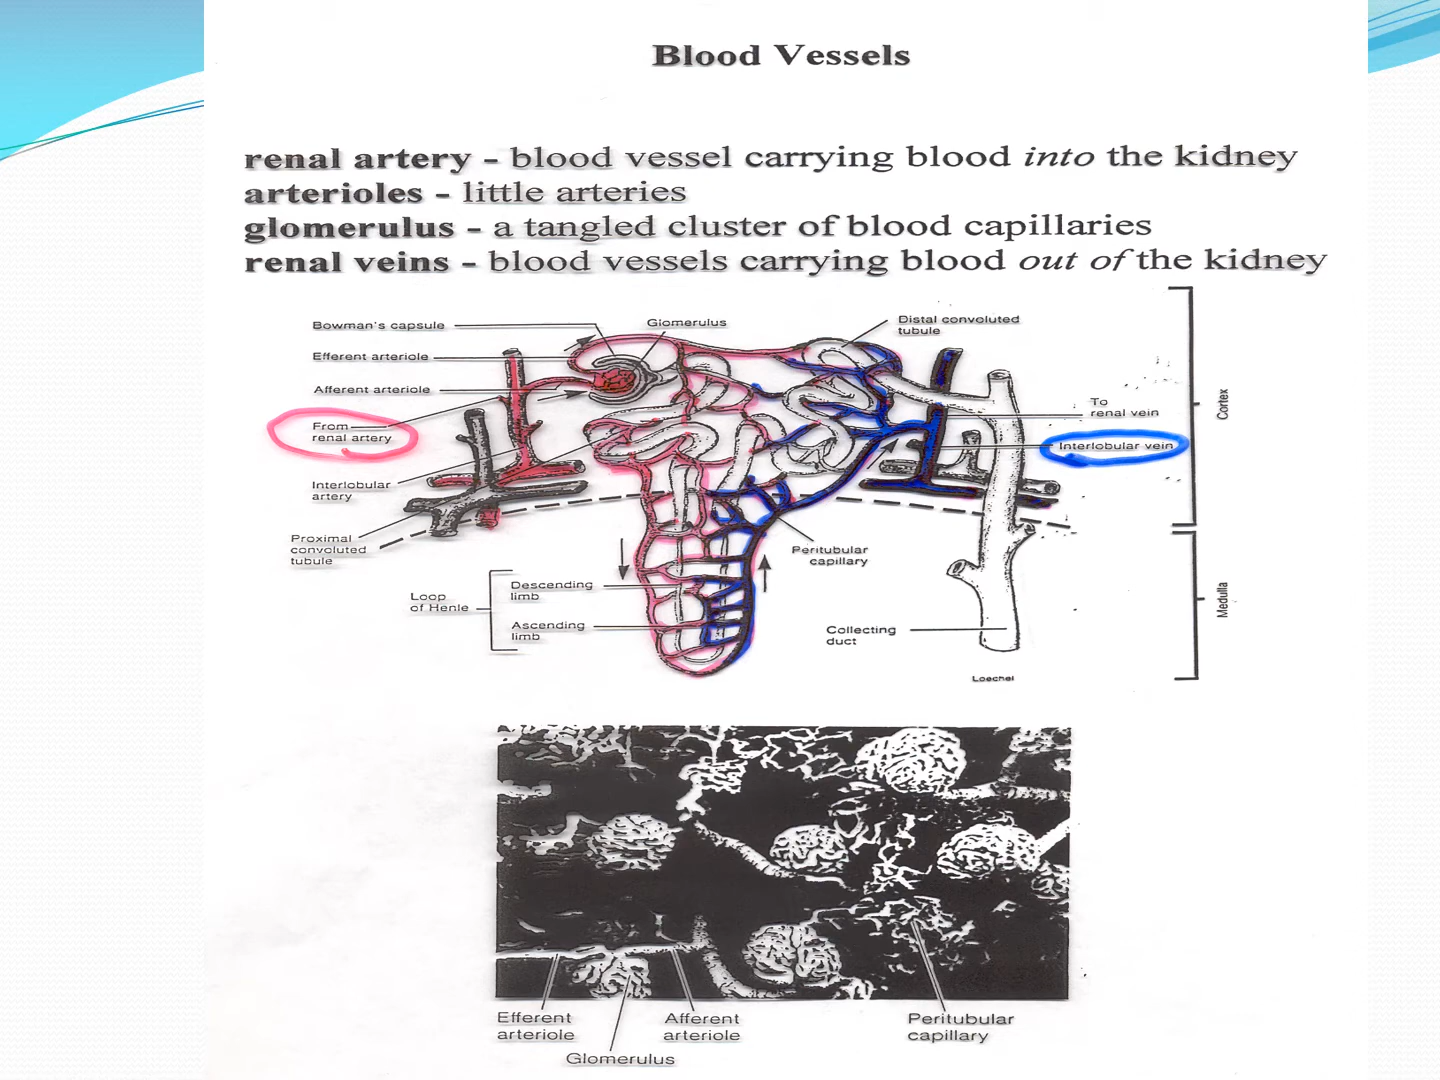 Blood Vessels
renal artery - blood vessel carrying blood into the kidney
arterioles - little arteries
glomerulus - a tangled cluster of blood capillaries
renal veins - blood vessels carrying blood out of the kidney
Bowman's capsule
Glomerulus
Distal convoluted
tubule
Efferent arteriole
Afferent arteriole
From
renal artery
To
renal vein
Interlobular vein
Cortex
Interlobular
artery
Proximal
convoluted
tubule
Peritubular
capillary
Loop
of Henle
Descending
limb
Ascending
limb
Collecting
duct
Medulla
Loechel
Efferent
arteriole
Afferent
arteriole
Peritubular
capillary
Glomerulus